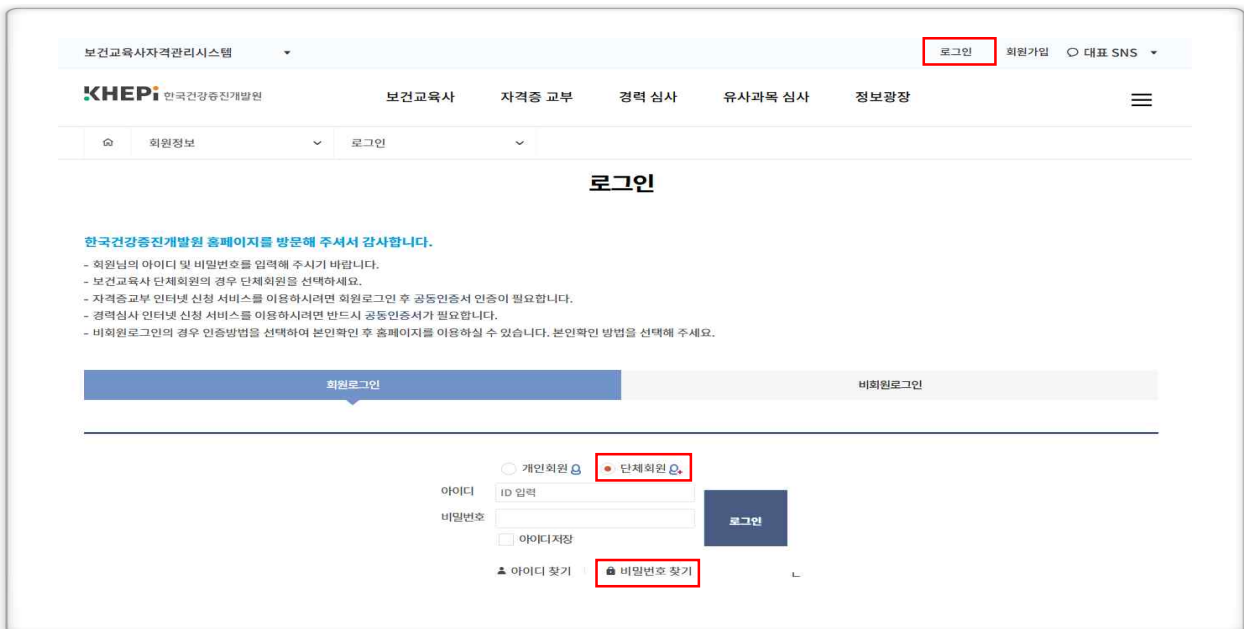 보건교육사자격관리시스템
로그인 회원가입 대표 SNS
KHEPi 한국건강증진개발원
보건교육사 자격증 교부 경력 심사 유사과목 심사 정보광장
회원정보 로그인
로그인
한국건강증진개발원 홈페이지를 방문해 주셔서 감사합니다.
- 회원님의 아이디 및 비밀번호를 입력해 주시기 바랍니다.
- 보건교육사 단체회원의 경우 단체회원을 선택하세요.
- 자격증교부 인터넷 신청 서비스를 이용하시려면 회원로그인 후 공동인증서 인증이 필요합니다.
- 경력심사 인터넷 신청 서비스를 이용하시려면 반드시 공동인증서가 필요합니다.
- 비회원로그인의 경우 인증방법을 선택하여 본인확인 후 홈페이지를 이용하실 수 있습니다. 본인확인 방법을 선택해 주세요.
회원로그인 비회원로그인
개인회원 단체회원
아이디 ID 입력
비밀번호
로그인
아이디저장
아이디 찾기 비밀번호 찾기